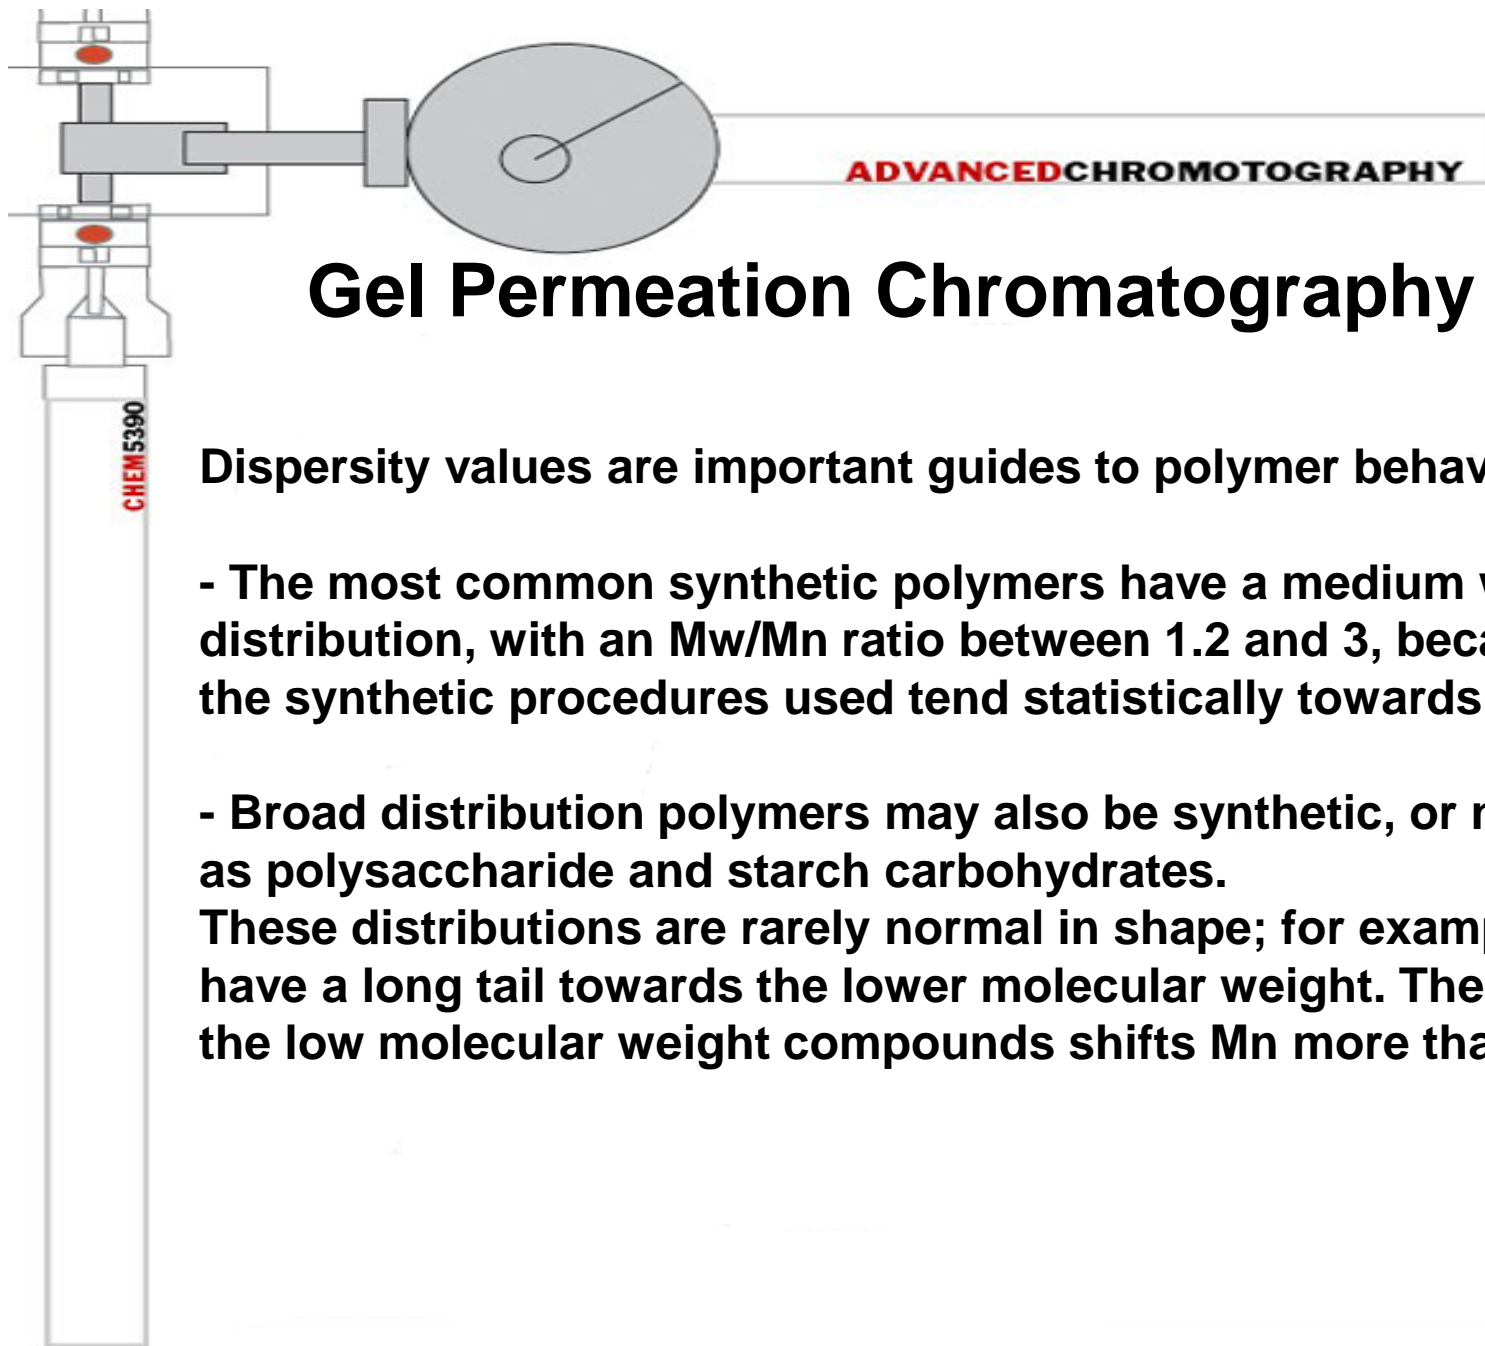 ADVANCEDCHROMOTOGRAPHY
Gel Permeation Chromatography
CHEM5390
Dispersity values are important guides to polymer behav
- The most common synthetic polymers have a medium
distribution, with an Mw/Mn ratio between 1.2 and 3, beca
the synthetic procedures used tend statistically towards
- Broad distribution polymers may also be synthetic, or
as polysaccharide and starch carbohydrates.
These distributions are rarely normal in shape; for examp
have a long tail towards the lower molecular weight. The
the low molecular weight compounds shifts Mn more tha